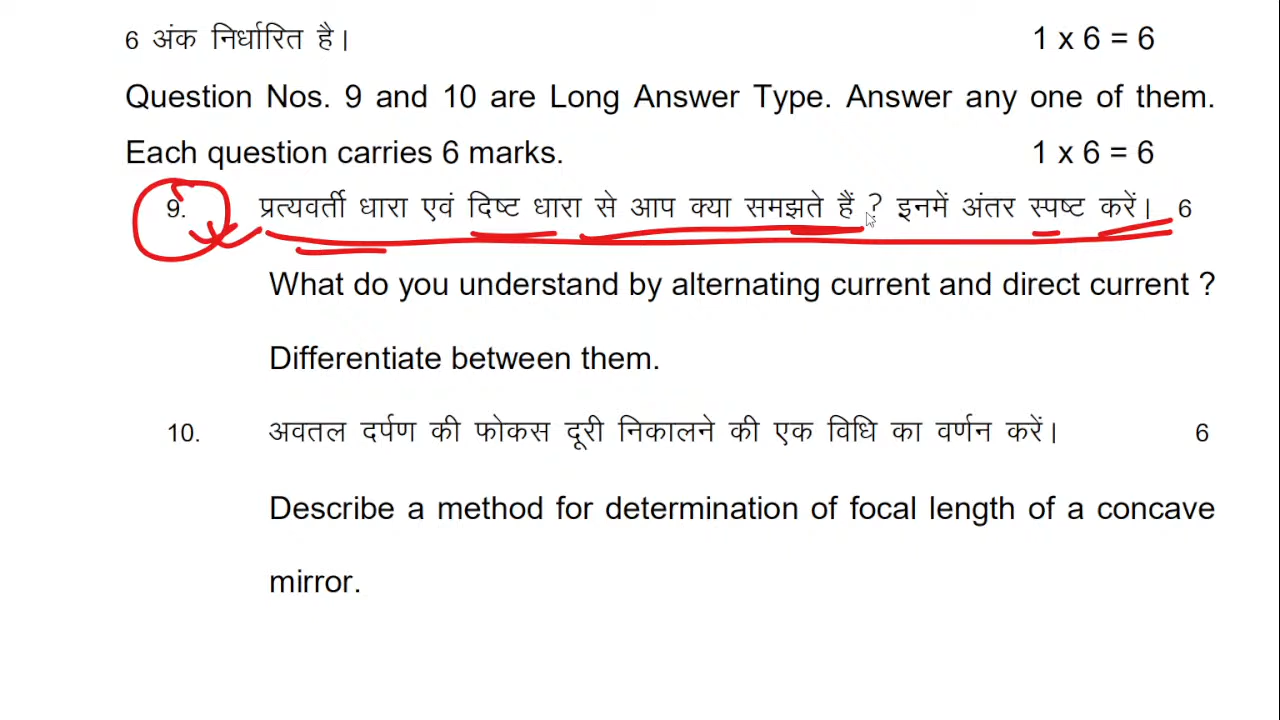 6 अंक निर्धारित है। 1 x 6 = 6
Question Nos. 9 and 10 are Long Answer Type. Answer any one of them.
Each question carries 6 marks. 1 x 6 = 6
9. प्रत्यवर्ती धारा एवं दिष्ट धारा से आप क्या समझते हैं ? इनमें अंतर स्पष्ट करें। 6
What do you understand by alternating current and direct current ?
Differentiate between them.
10. अवतल दर्पण की फोकस दूरी निकालने की एक विधि का वर्णन करें। 6
Describe a method for determination of focal length of a concave
mirror.